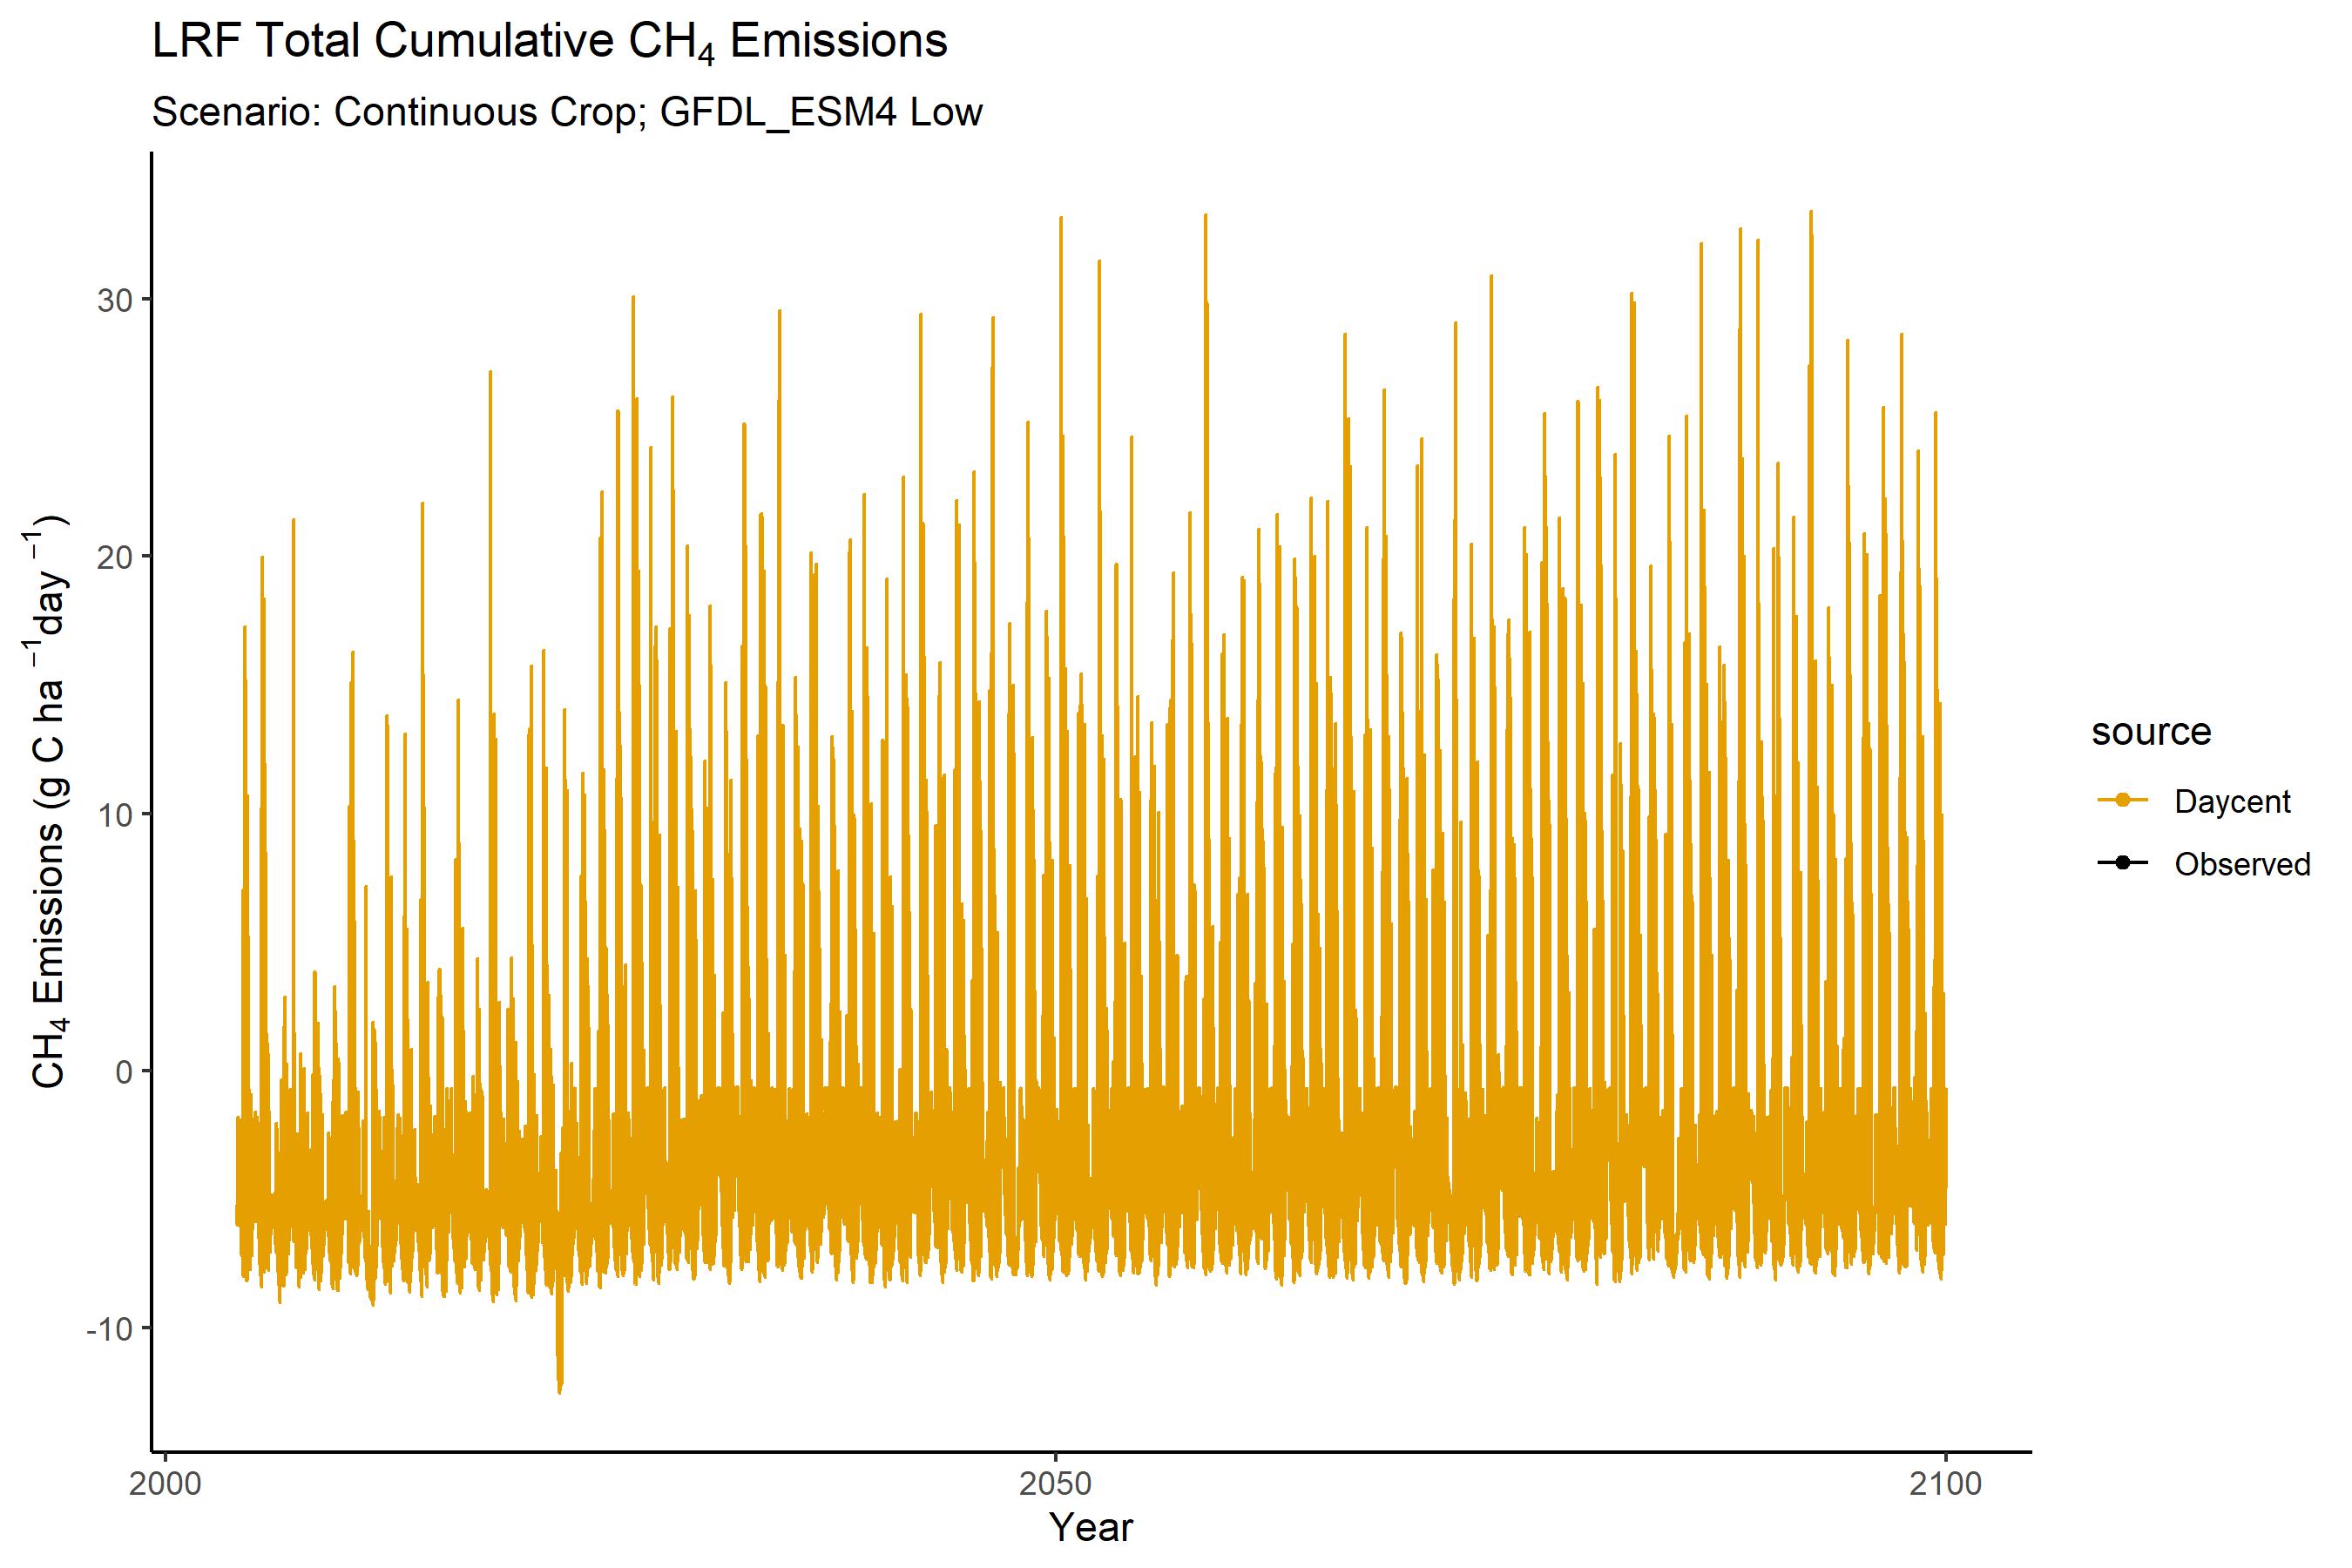 LRF Total Cumulative CH₄ Emissions
Scenario: Continuous Crop; GFDL_ESM4 Low
CH₄ Emissions (g C ha ⁻¹day ⁻¹)
30
20
10
0
-10
2000
2050
2100
Year
source
Daycent
Observed